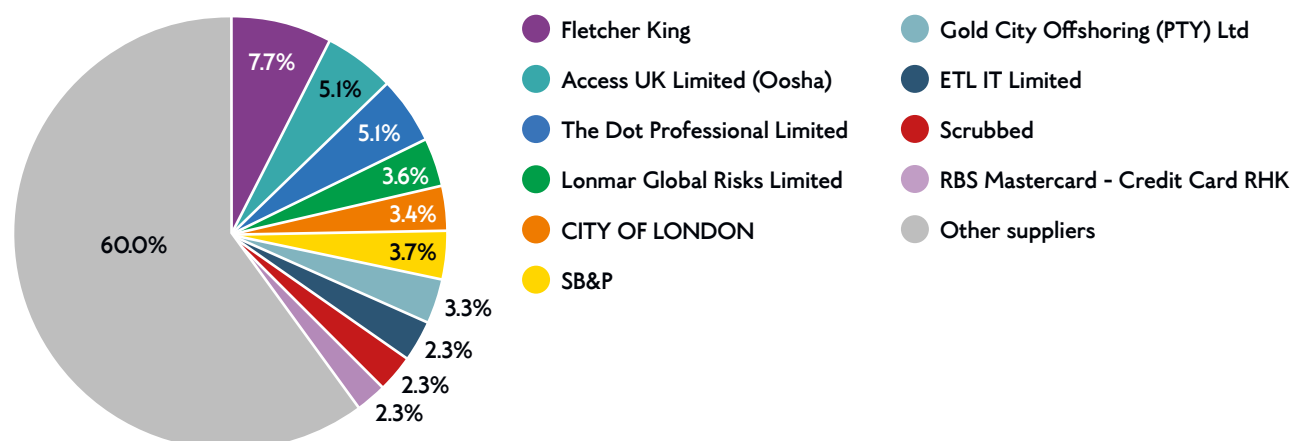 7.7%
5.1%
5.1%
3.6%
3.4%
3.7%
3.3%
2.3%
2.3%
2.3%
60.0%
Fletcher King
Access UK Limited (Oosha)
The Dot Professional Limited
Lonmar Global Risks Limited
CITY OF LONDON
SB&P
Gold City Offshoring (PTY) Ltd
ETL IT Limited
Scrubbed
RBS Mastercard - Credit Card RHK
Other suppliers